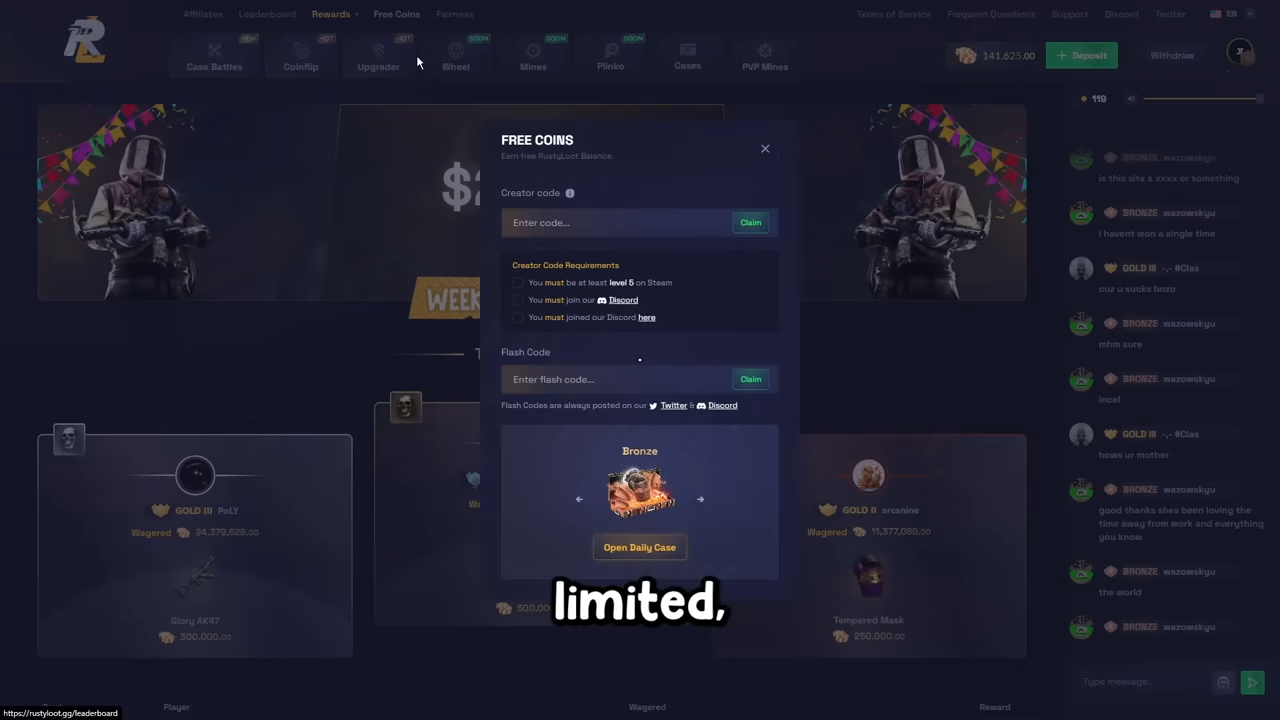 Affiliates Leaderboard Rewards Free Coins Fairness
Terms of Service Frequent Questions Support Discord Twitter EN
RL
NEW HOT HOT SOON SOON SOON
Case Battles Coinflip Upgrader Wheel Mines Plinko Cases PVP Mines
141,625.00 + Deposit Withdraw
119
FREE COINS
Earn free RustyLoot Balance.
Creator code
Enter code... Claim
Creator Code Requirements
You must be at least level 5 on Steam
You must join our Discord
You must joined our Discord here
Flash Code
Enter flash code... Claim
Flash Codes are always posted on our Twitter & Discord
Bronze
Open Daily Case
limited,
$2
WEEK
T
GOLD III PoLY
Wagered 24,379,628.00
Glory AK47
300,000.00
Wa
500,00
GOLD II arcanine
Wagered 11,377,089.00
Tempered Mask
250,000.00
Player Wagered Reward
BRONZE wazowskyu
is this site a xxxx or something
BRONZE wazowskyu
i havent won a single time
GOLD III -,- #Clas
cuz u sucks bozo
BRONZE wazowskyu
mhm sure
BRONZE wazowskyu
incel
GOLD III -,- #Clas
hows ur mother
BRONZE wazowskyu
good thanks shes been loving the
time away from work and everything
you know
BRONZE wazowskyu
the world
BRONZE wazowskyu
Type message...
https://rustyloot.gg/leaderboard